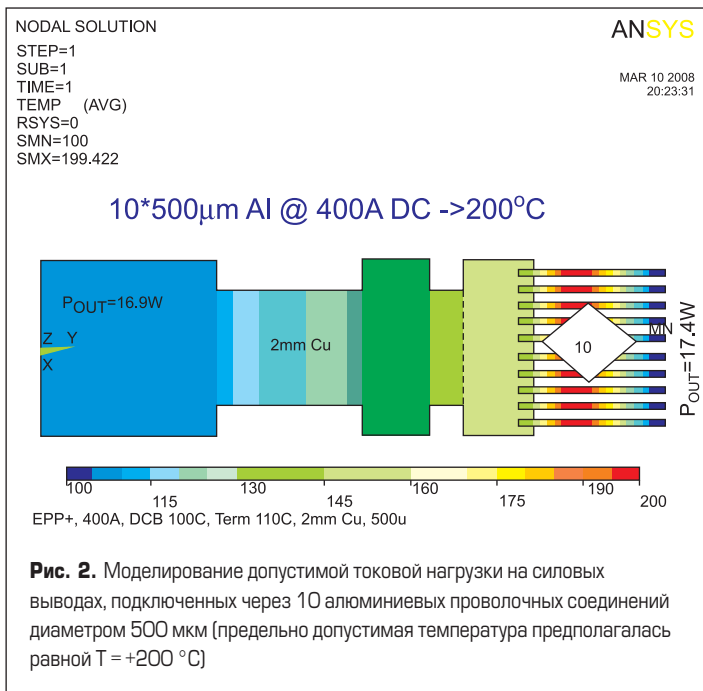 NODAL SOLUTION
ANSYS
STEP=1
SUB=1
TIME=1
TEMP (AVG)
RSYS=0
SMN=100
SMX=199.422
MAR 10 2008
20:23:31
10*500µm Al @ 400A DC ->200°C
POUT=16.9W
Z Y
X
2mm Cu
10
MN
POUT=17.4W
100 130 160 190
115 145 175 200
EPP+, 400A, DCB 100C, Term 110C, 2mm Cu, 500u
Рис. 2. Моделирование допустимой токовой нагрузки на силовых
выводах, подключенных через 10 алюминиевых проволочных соединений
диаметром 500 мкм (предельно допустимая температура предполагалась
равной T = +200 °C)